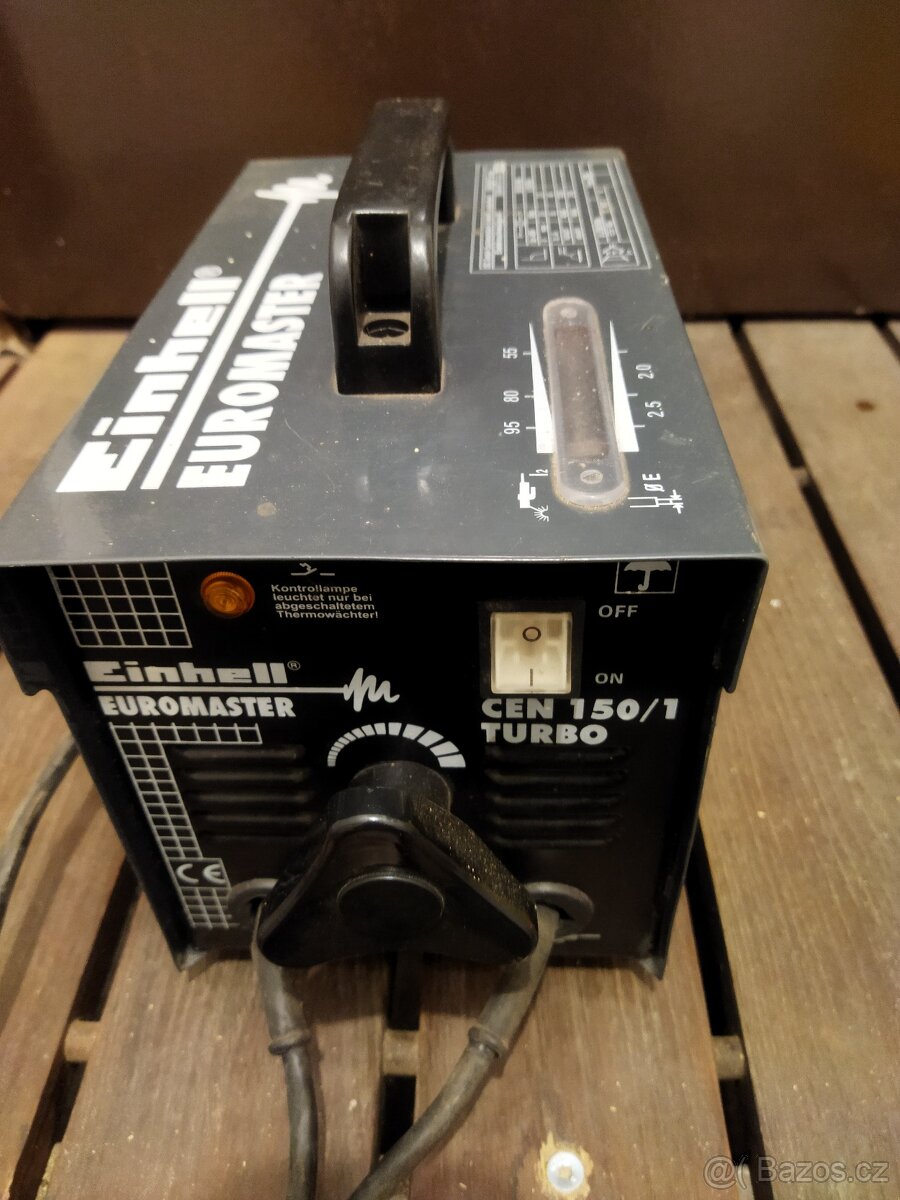 Einhell®
EUROMASTER
55
80
95
I2
2.0
2.5
Ø E
Kontrollampe
leuchtet nur bei
abgeschaltetem
Thermowächter!
OFF
ON
Einhell®
EUROMASTER
CEN 150/1
TURBO
CE
@( Bazos.cz